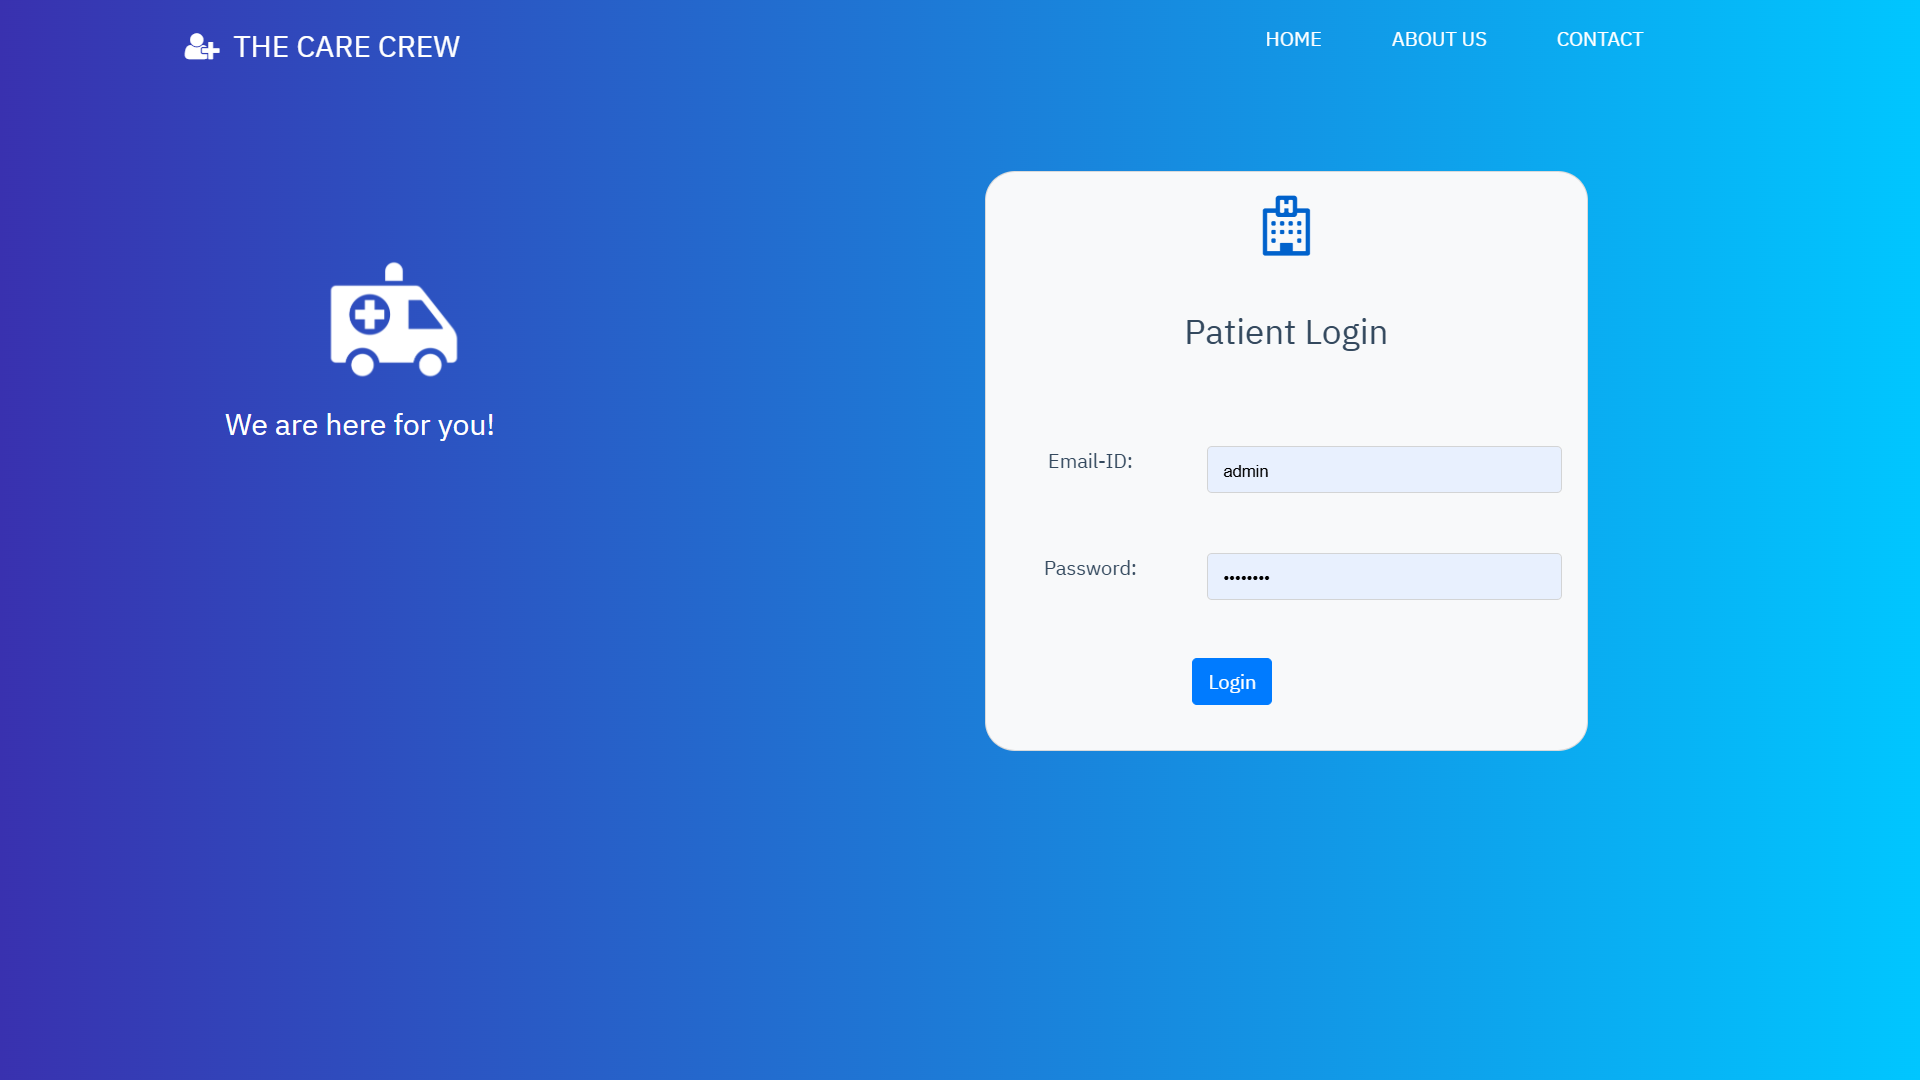 THE CARE CREW
HOME
ABOUT US
CONTACT
We are here for you!
H
Patient Login
Email-ID:
admin
Password:
••••••••
Login